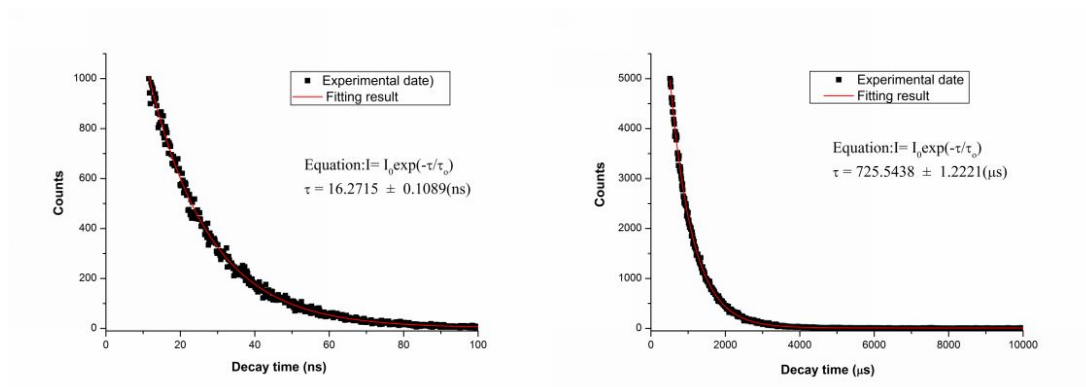 1000
800
600
400
200
0
Counts
0 20 40 60 80 100
Decay time (ns)
Experimental date)
Fitting result
Equation:I= I₀exp(-τ/τₒ)
τ = 16.2715 ± 0.1089(ns)
5000
4000
3000
2000
1000
0
Counts
0 2000 4000 6000 8000 10000
Decay time (μs)
Experimental date
Fitting result
Equation:I= I₀exp(-τ/τₒ)
τ = 725.5438 ± 1.2221(μs)